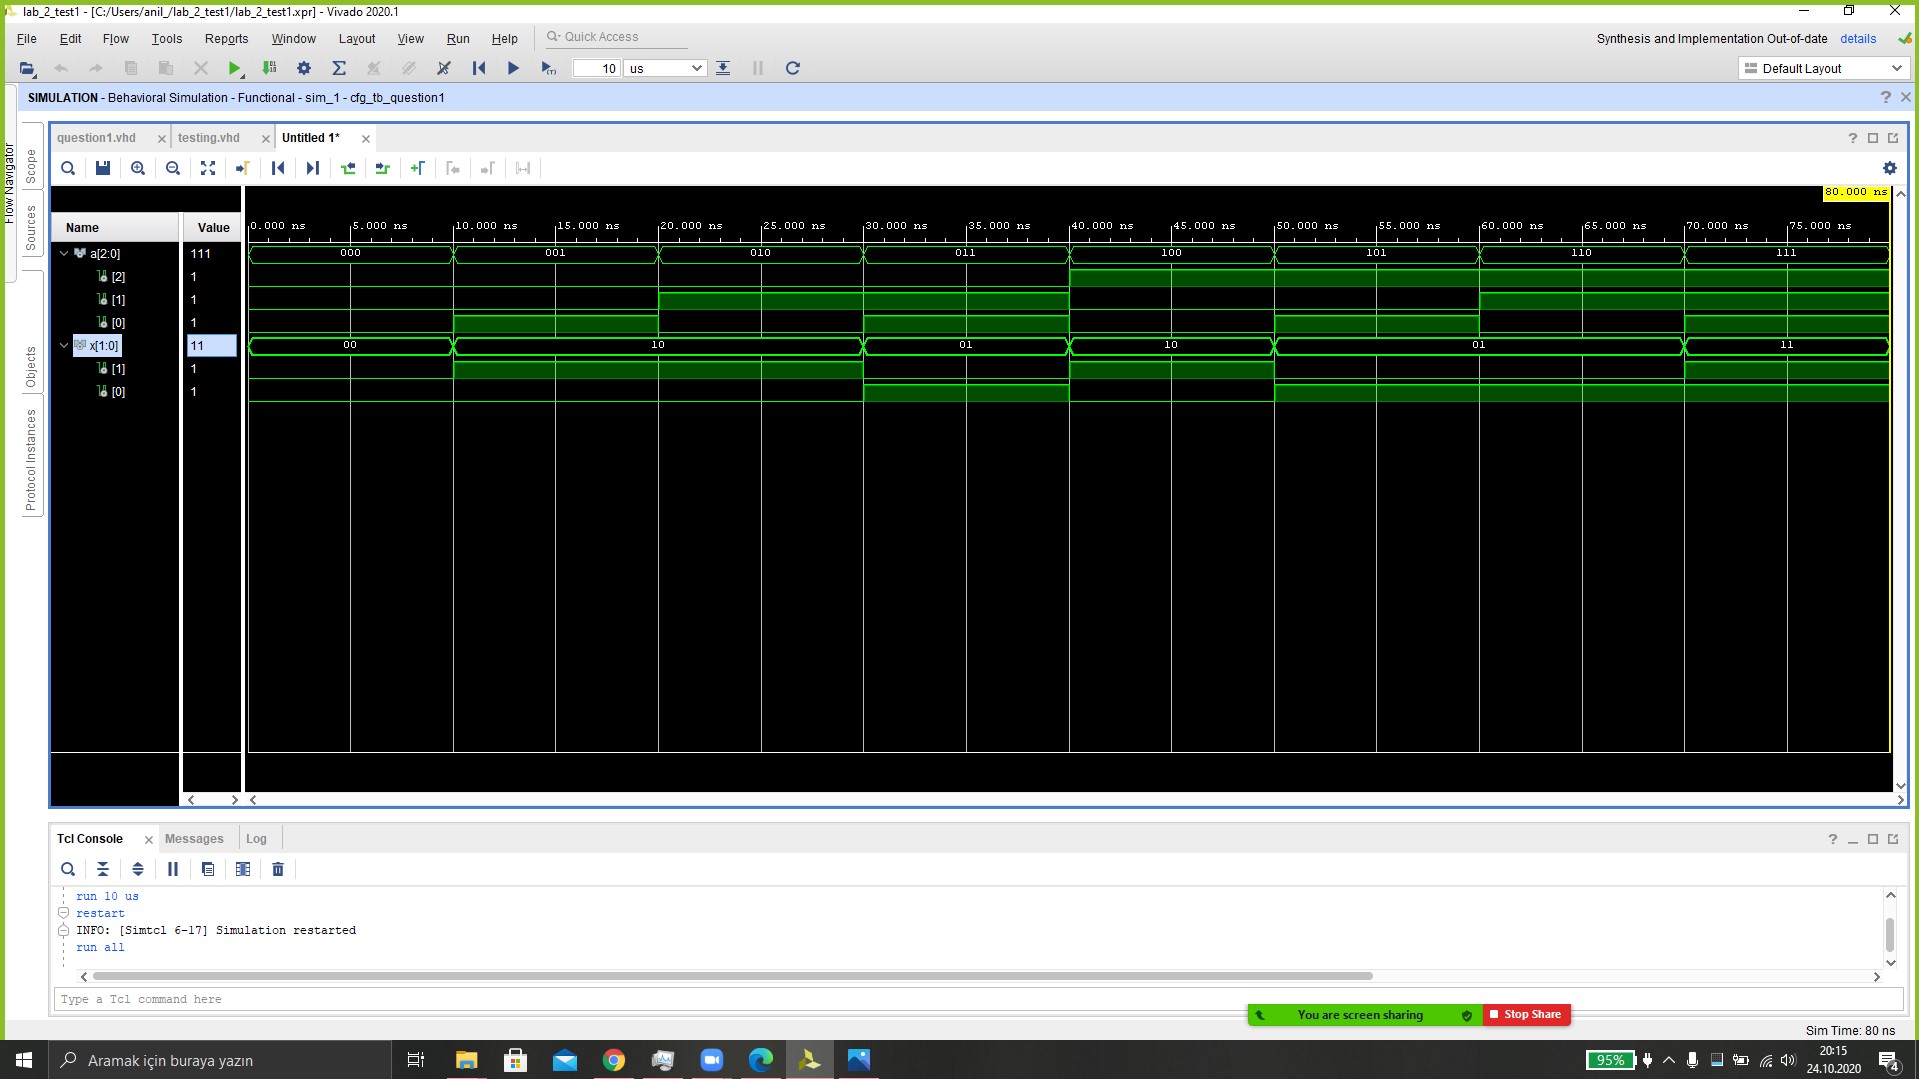 lab_2_test1 - [C:/Users/anil_/lab_2_test1/lab_2_test1.xpr] - Vivado 2020.1
File Edit Flow Tools Reports Window Layout View Run Help Quick Access
Synthesis and Implementation Out-of-date details
10 us
Default Layout
SIMULATION - Behavioral Simulation - Functional - sim_1 - cfg_tb_question1
Flow Navigator
Scope
Sources
Objects
Protocol Instances
question1.vhd testing.vhd Untitled 1*
80.000 ns
Name Value
0.000 ns 5.000 ns 10.000 ns 15.000 ns 20.000 ns 25.000 ns 30.000 ns 35.000 ns 40.000 ns 45.000 ns 50.000 ns 55.000 ns 60.000 ns 65.000 ns 70.000 ns 75.000 ns
a[2:0] 111 000 001 010 011 100 101 110 111
[2] 1
[1] 1
[0] 1
x[1:0] 11 00 10 01 10 01 11
[1] 1
[0] 1
Tcl Console Messages Log
run 10 us
restart
INFO: [Simtcl 6-17] Simulation restarted
run all
Type a Tcl command here
You are screen sharing Stop Share
Sim Time: 80 ns
Aramak için buraya yazın
95%
20:15
24.10.2020
4